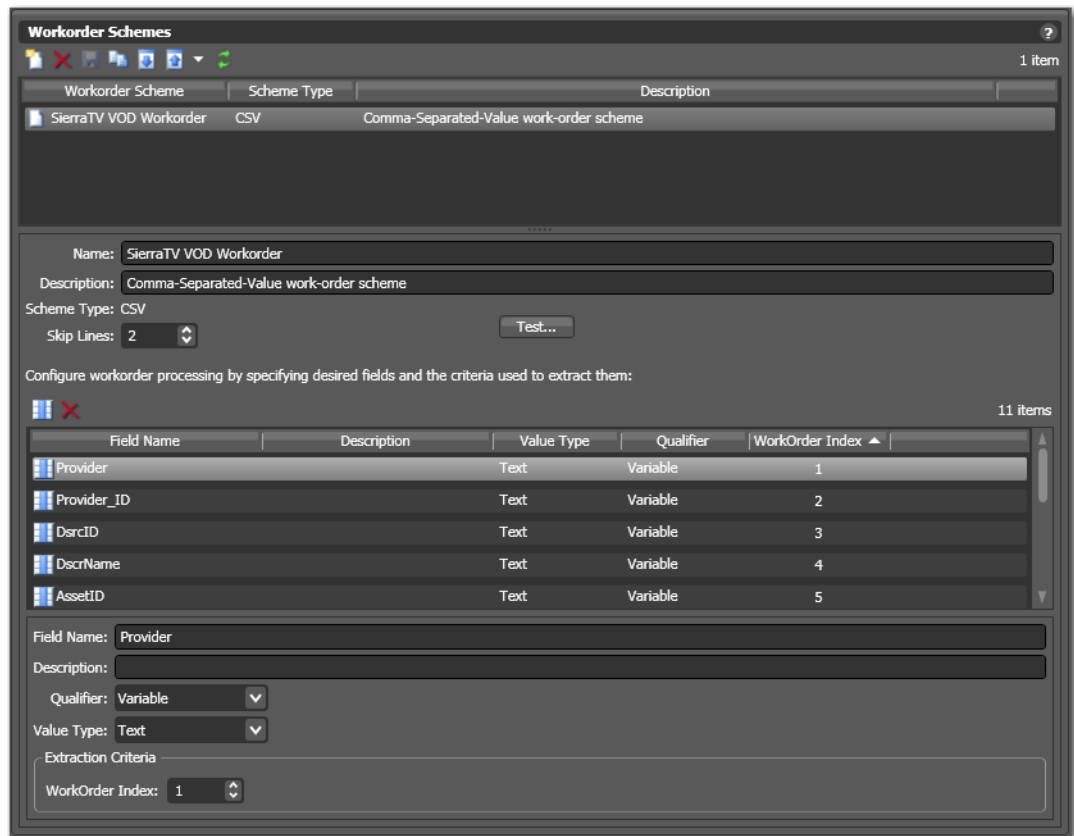 Workorder Schemes ?
1 item
Workorder Scheme Scheme Type Description
SierraTV VOD Workorder CSV Comma-Separated-Value work-order scheme
Name: SierraTV VOD Workorder
Description: Comma-Separated-Value work-order scheme
Scheme Type: CSV
Skip Lines: 2 Test...
Configure workorder processing by specifying desired fields and the criteria used to extract them:
11 items
Field Name Description Value Type Qualifier WorkOrder Index
Provider Text Variable 1
Provider_ID Text Variable 2
DsrcID Text Variable 3
DscrName Text Variable 4
AssetID Text Variable 5
Field Name: Provider
Description:
Qualifier: Variable
Value Type: Text
Extraction Criteria
WorkOrder Index: 1